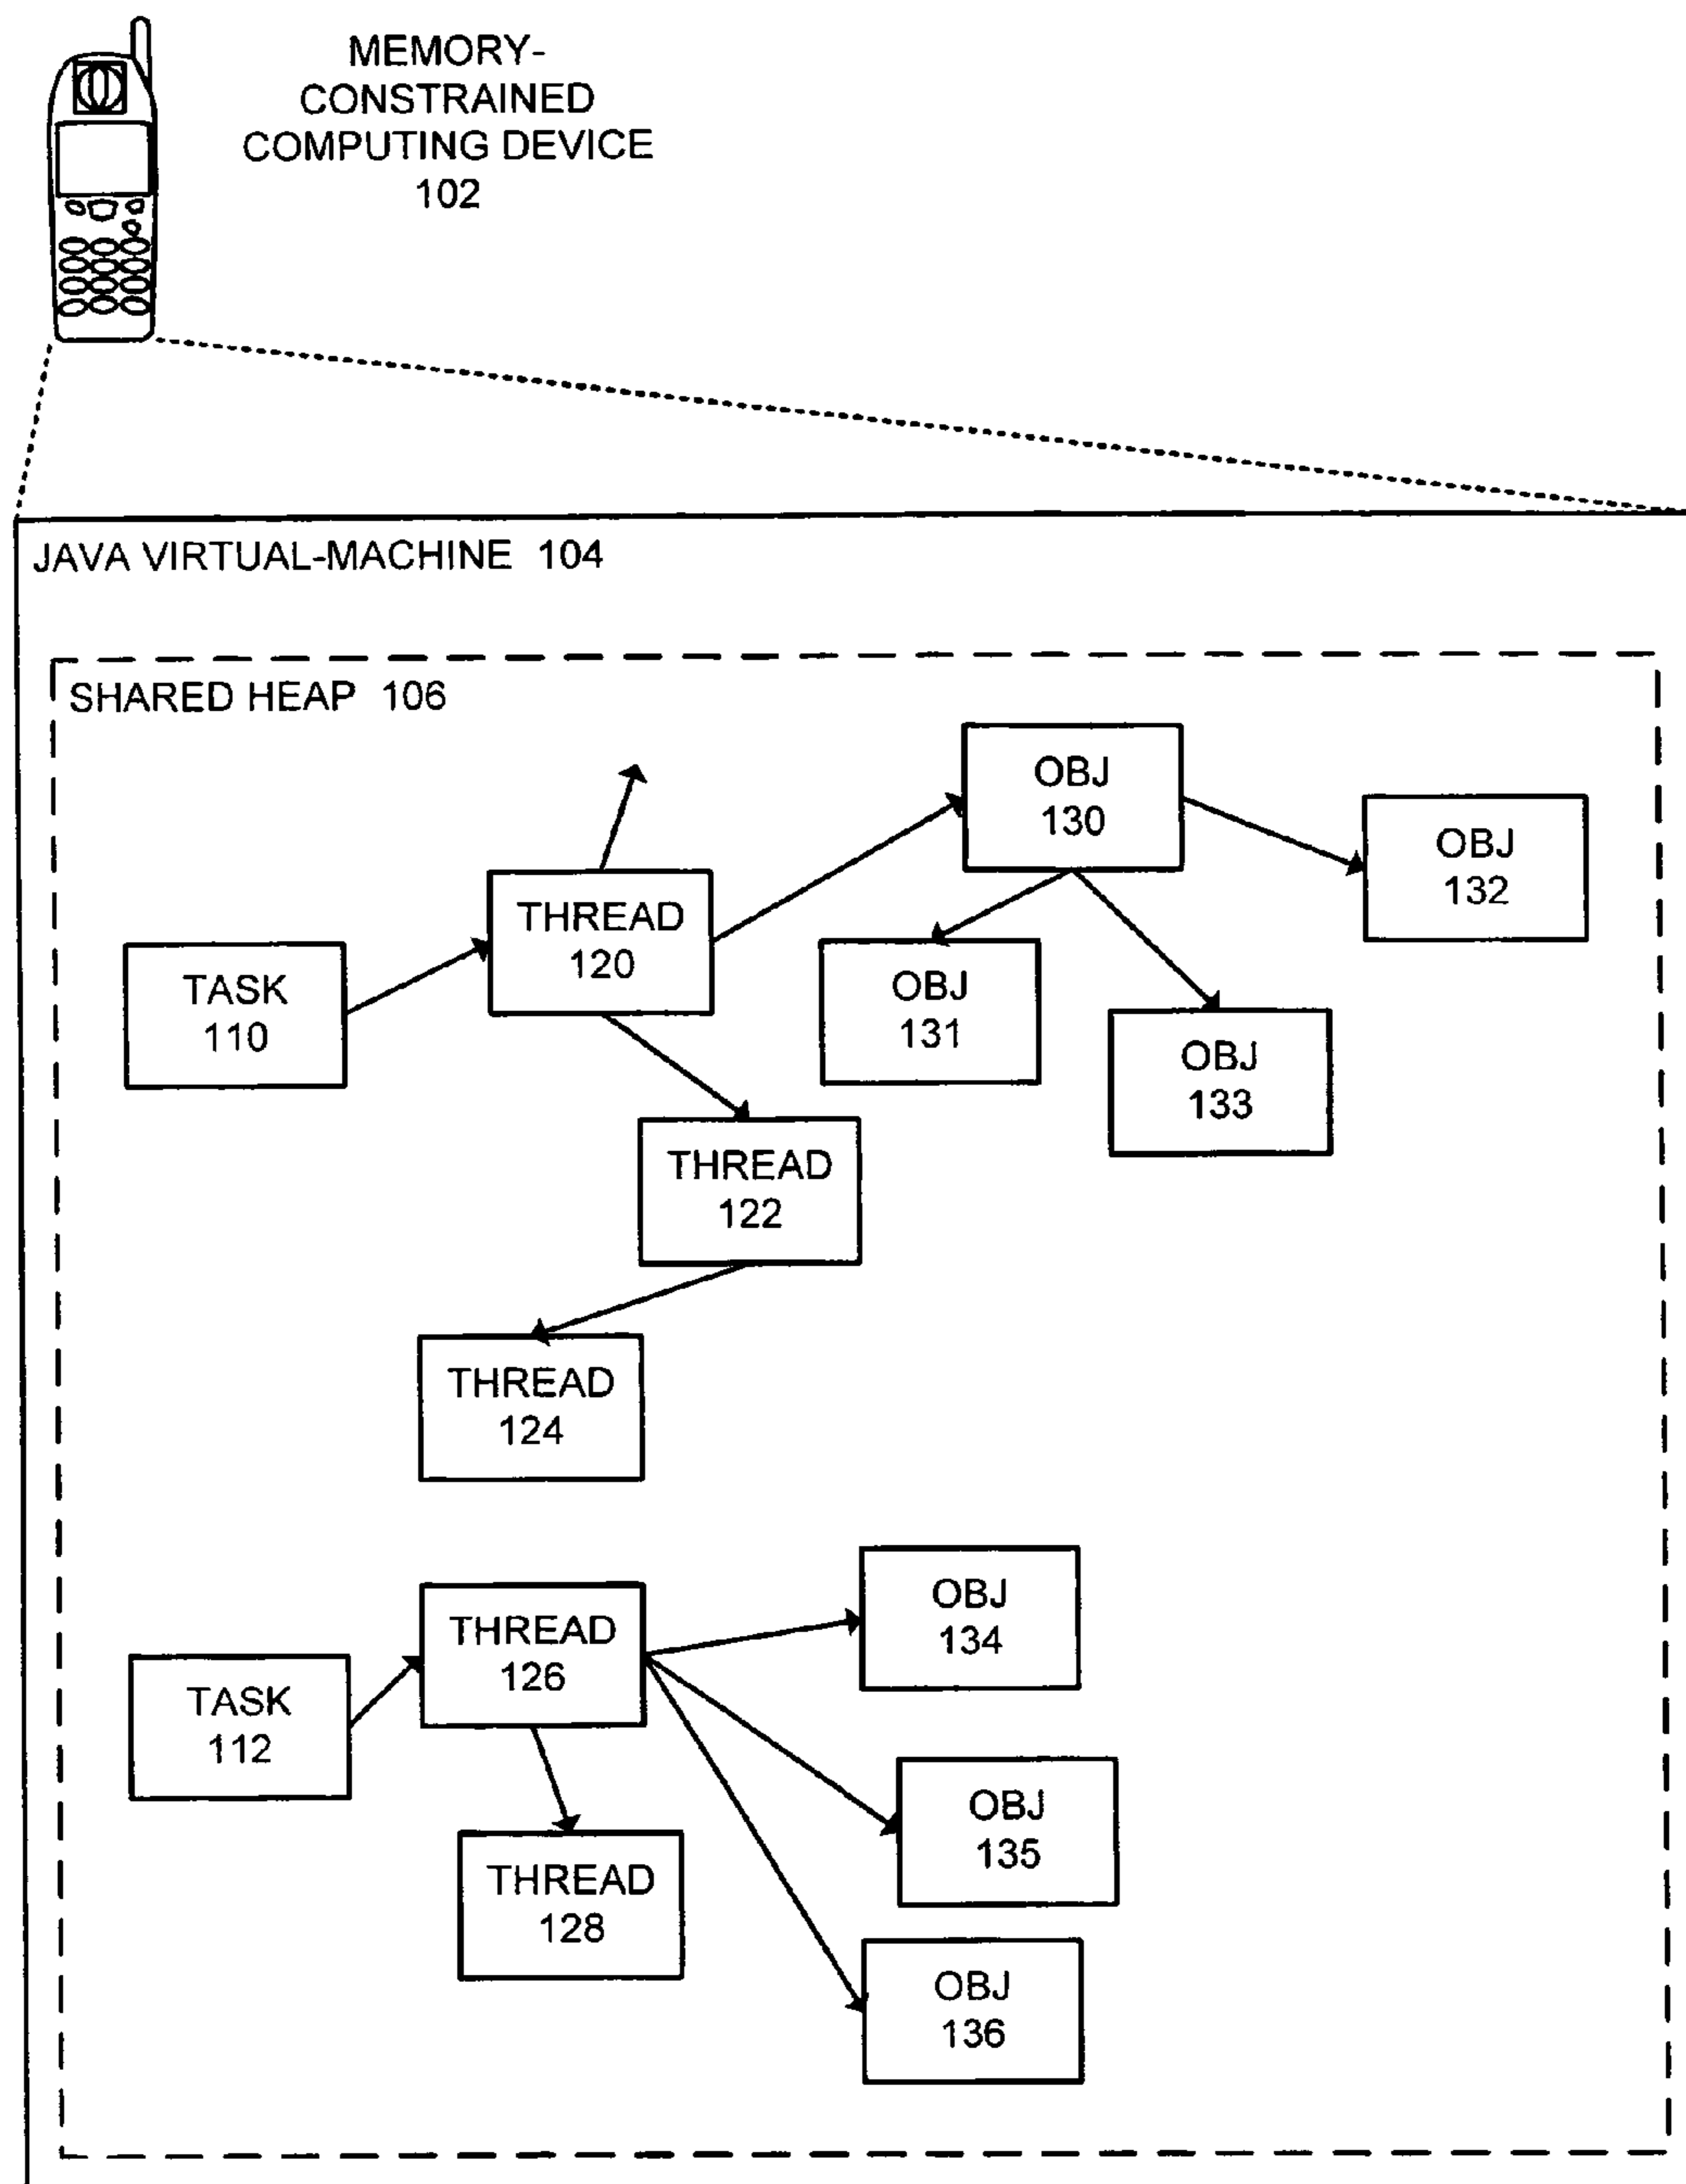 MEMORY-
CONSTRAINED
COMPUTING DEVICE
102
JAVA VIRTUAL-MACHINE 104
SHARED HEAP 106
OBJ
130
OBJ
132
THREAD
120
OBJ
131
TASK
110
OBJ
133
THREAD
122
THREAD
124
OBJ
134
THREAD
126
TASK
112
OBJ
135
THREAD
128
OBJ
136